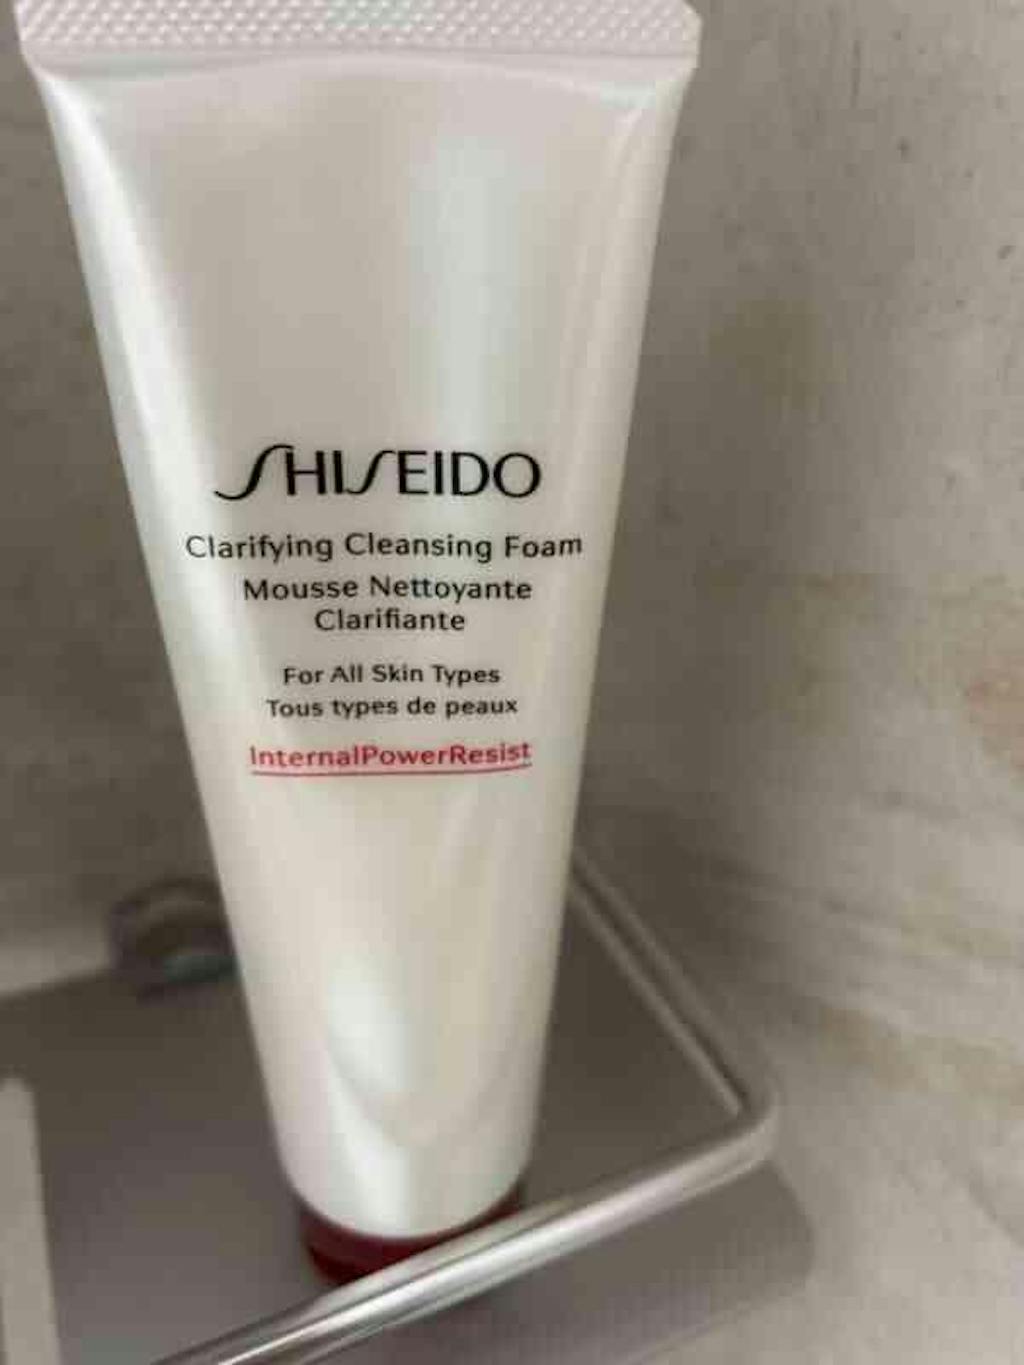 SHISEIDO
Clarifying Cleansing Foam
Mousse Nettoyante
Clarifiante
For All Skin Types
Tous types de peaux
InternalPowerResist